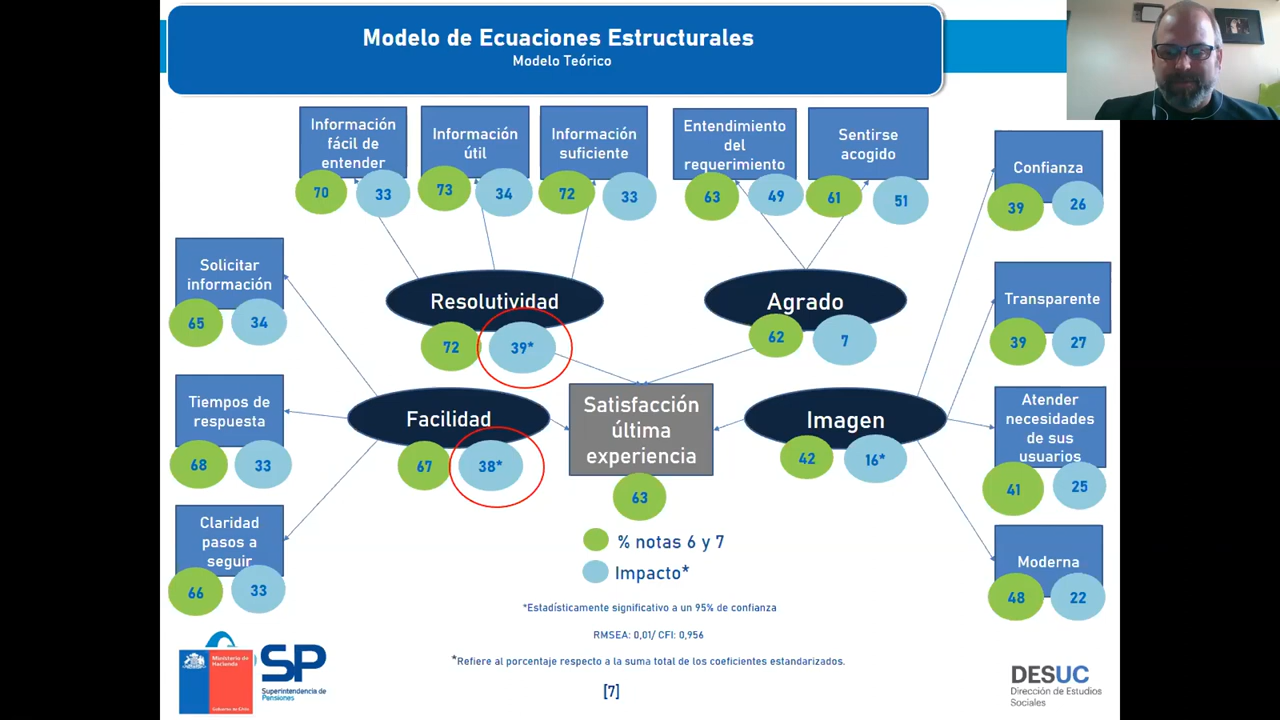 Modelo de Ecuaciones Estructurales
Modelo Teórico
Información
fácil de
entender
70
33
Información
útil
73
34
Información
suficiente
72
33
Entendimiento
del
requerimiento
63
49
Sentirse
acogido
61
51
Confianza
39
26
Solicitar
información
65
34
Resolutividad
72
39*
Agrado
62
7
Transparente
39
27
Tiempos de
respuesta
68
33
Facilidad
67
38*
Satisfacción
última
experiencia
63
Imagen
42
16*
Atender
necesidades
de sus
usuarios
41
25
Claridad
pasos a
seguir
66
33
Moderna
48
22
% notas 6 y 7
Impacto*
*Estadísticamente significativo a un 95% de confianza
RMSEA: 0,01/ CFI: 0,956
*Refiere al porcentaje respecto a la suma total de los coeficientes estandarizados.
[7]
Ministerio de
Hacienda
Gobierno de Chile
SP
Superintendencia de
Pensiones
DESUC
Dirección de Estudios
Sociales